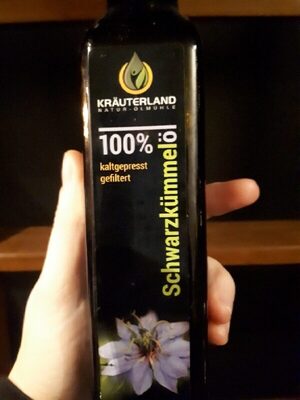 KRÄUTERLAND
NATUR-ÖLMÜHLE
100%
kaltgepresst
gefiltert
Schwarzkümmelöl